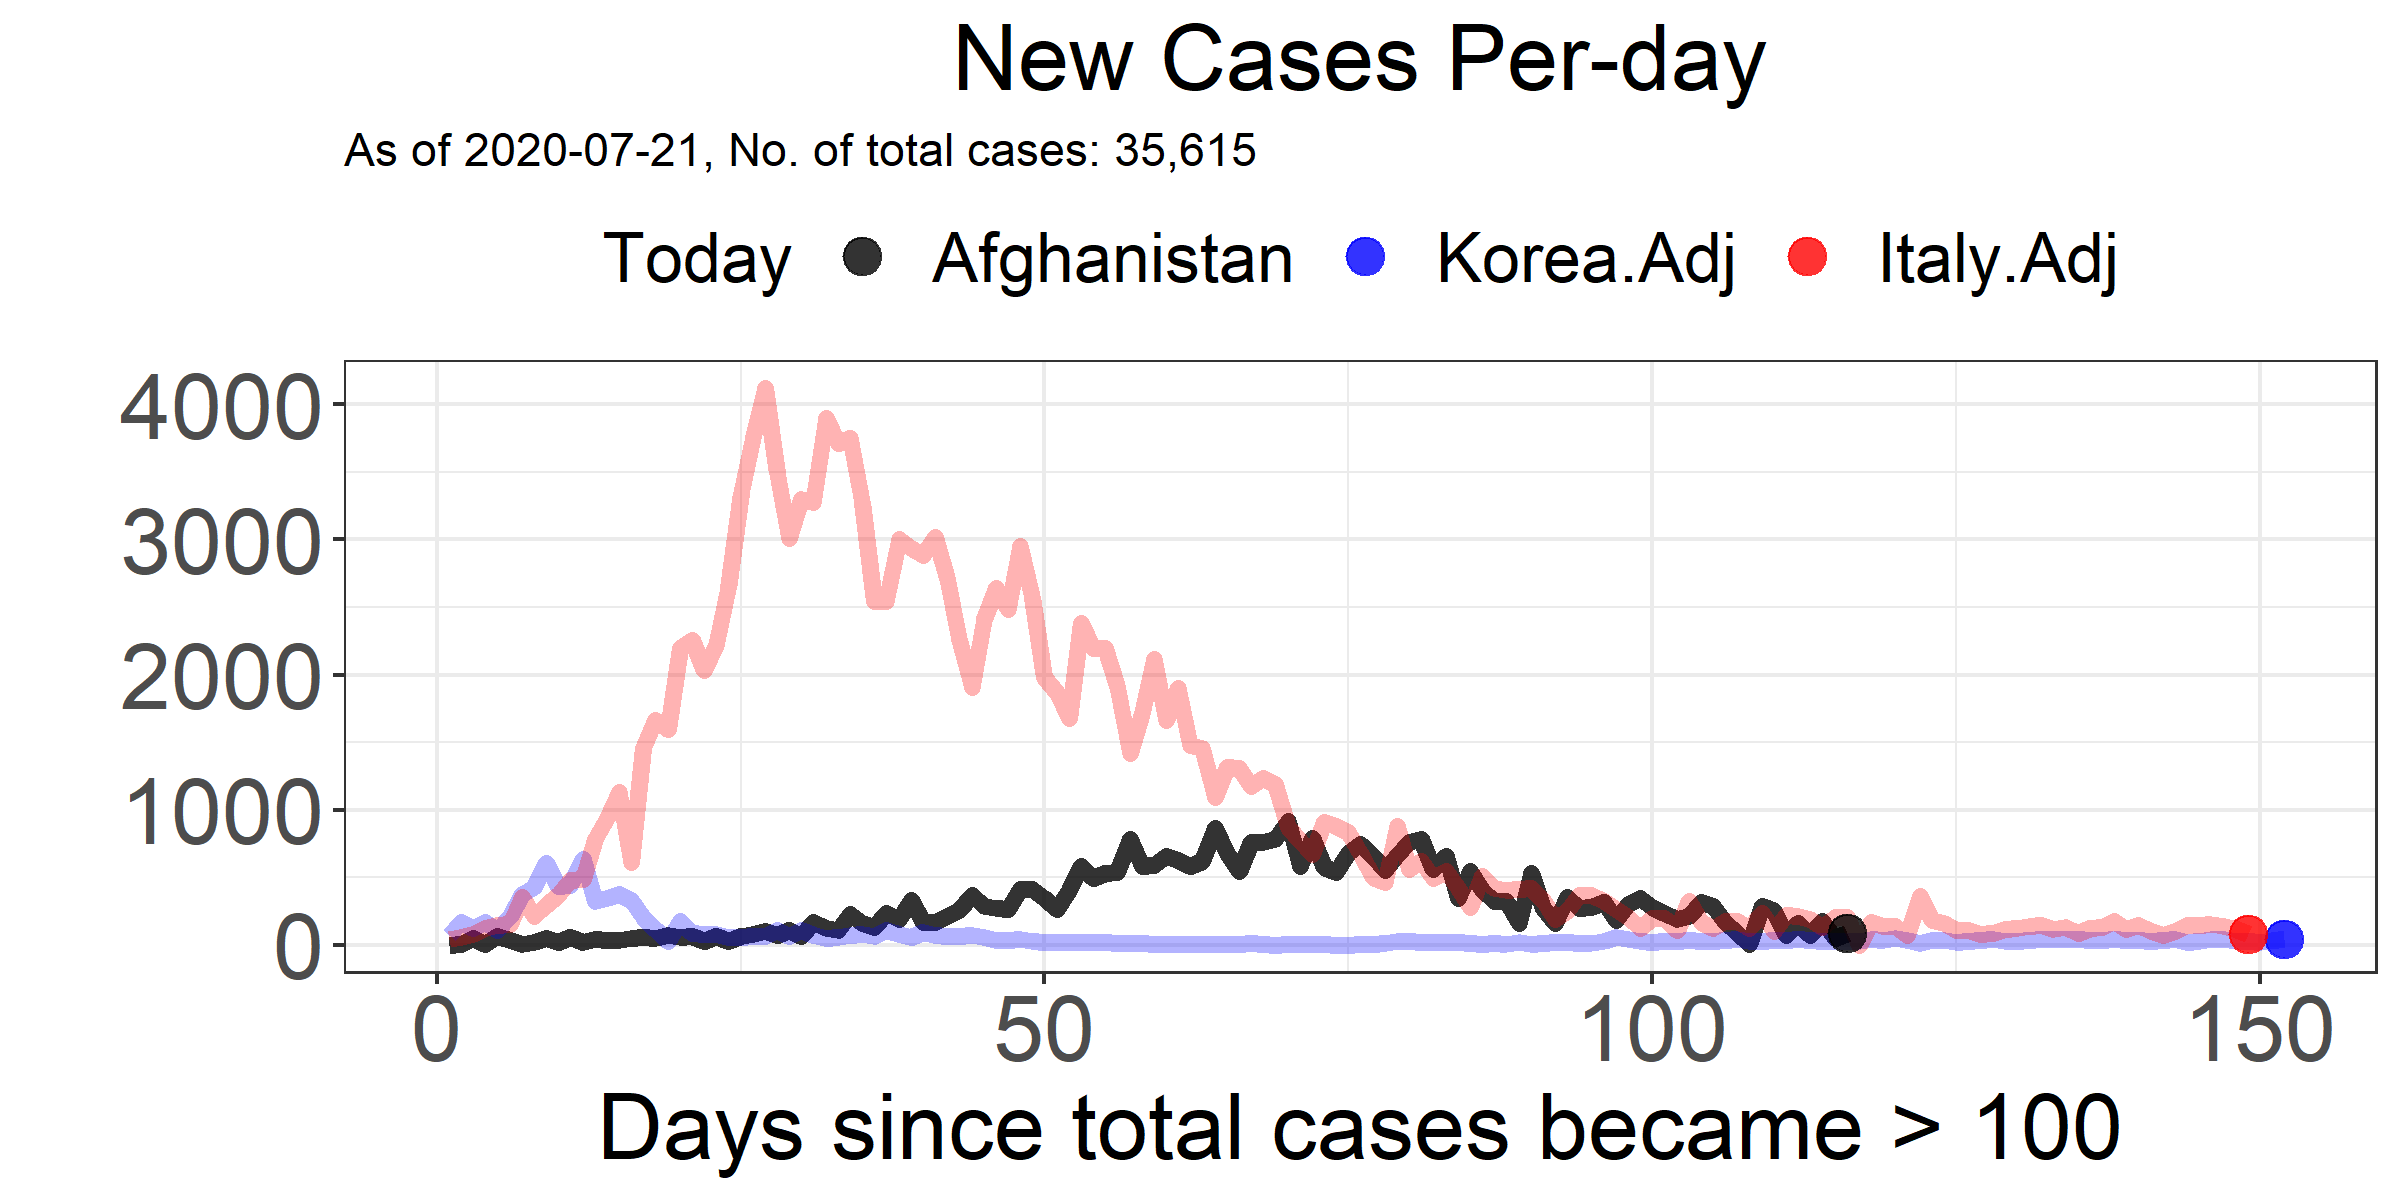 New Cases Per-day
As of 2020-07-21, No. of total cases: 35,615
Today Afghanistan Korea.Adj Italy.Adj
4000
3000
2000
1000
0
0 50 100 150
Days since total cases became > 100